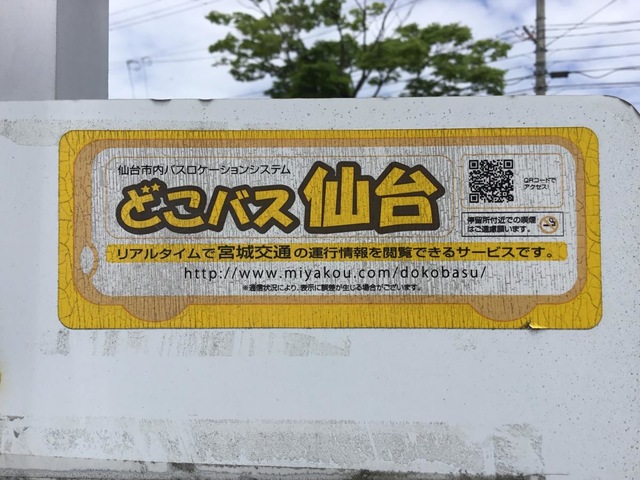 仙台市内バスロケーションシステム
どこバス仙台
QRコードで
アクセス!
停留所付近での喫煙
はご遠慮願います。
リアルタイムで宮城交通の運行情報を閲覧できるサービスです。
http://www.miyakou.com/dokobasu/
※通信状況により、表示に誤差が生じる場合がございます。